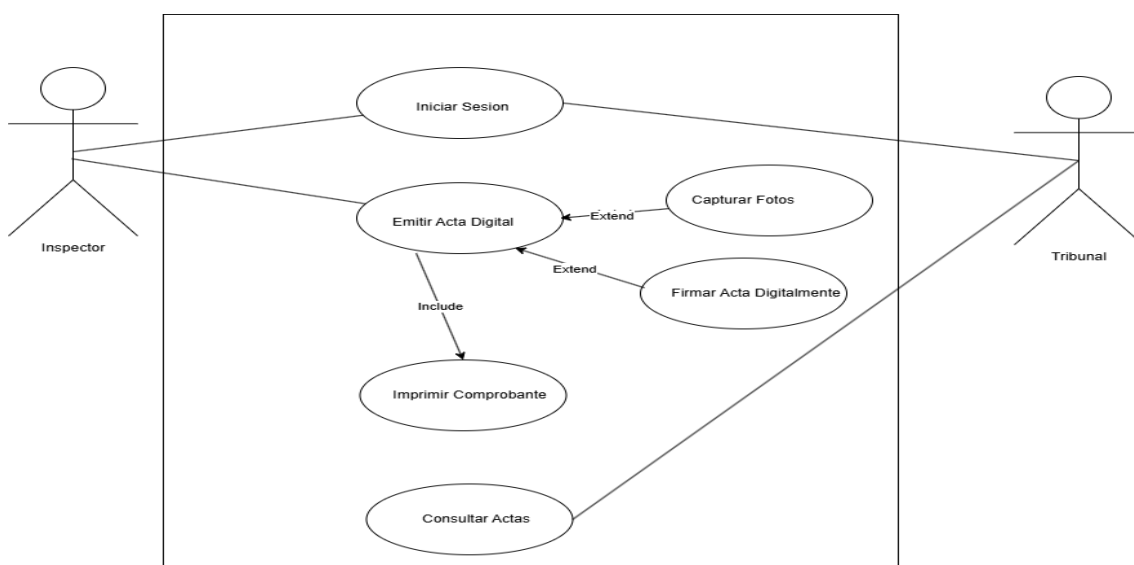 Iniciar Sesion
Capturar Fotos
Emitir Acta Digital
Extend
Inspector
Tribunal
Extend
Firmar Acta Digitalmente
Include
Imprimir Comprobante
Consultar Actas